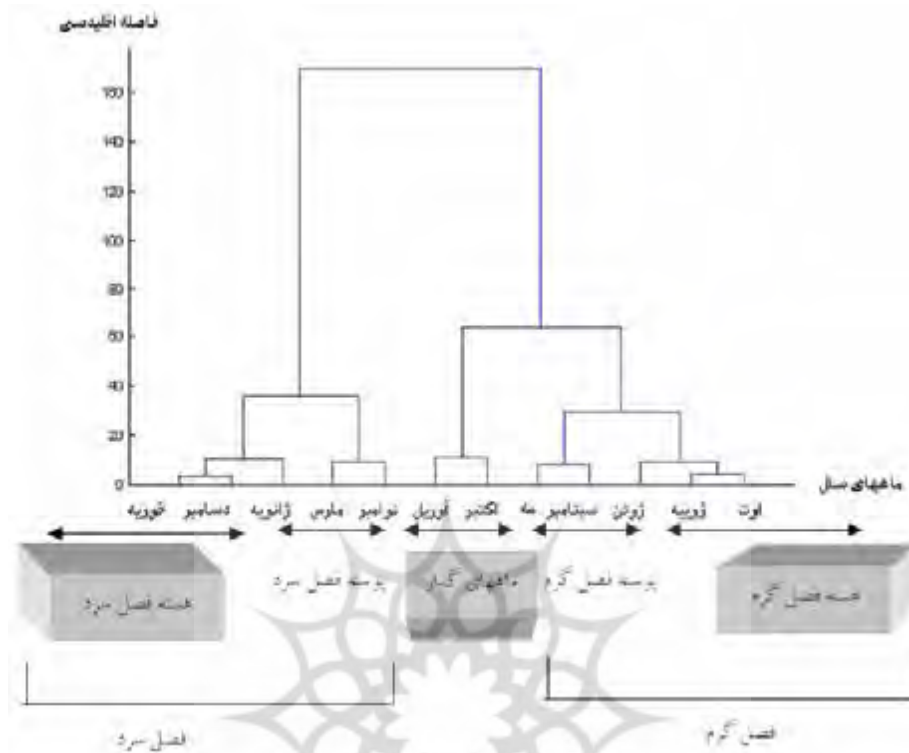 فاصله اقلیدسی
160
140
120
100
80
60
40
20
0
ماههای سال
فوریه دسامبر ژانویه مارس نوامبر آوریل اکتبر مه سپتامبر ژوئن ژوییه اوت
هسته فصل سرد
پوسته فصل سرد
ماههای گذار
پوسته فصل گرم
هسته فصل گرم
فصل سرد
فصل گرم